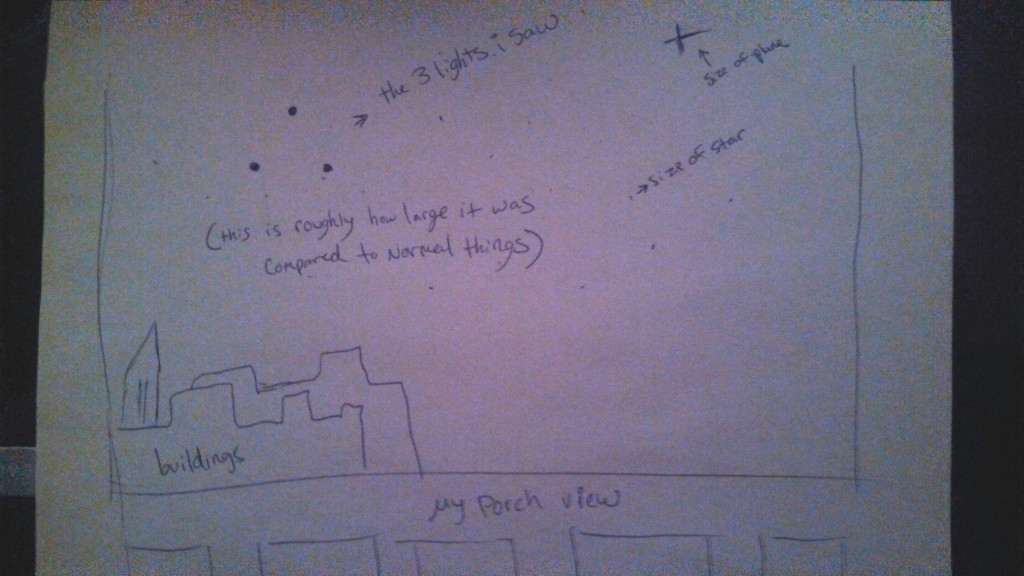 the 3 lights i saw
size of plane
size of star
(this is roughly how large it was
compared to normal things)
buildings
my porch view